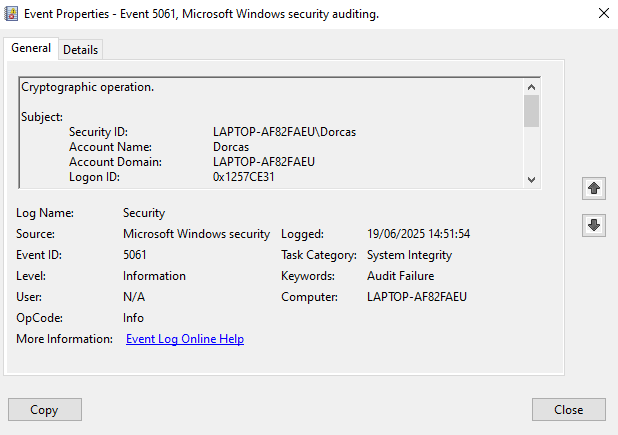 Event Properties - Event 5061, Microsoft Windows security auditing.
General Details
Cryptographic operation.
Subject:
Security ID: LAPTOP-AF82FAEU\Dorcas
Account Name: Dorcas
Account Domain: LAPTOP-AF82FAEU
Logon ID: 0x1257CE31
Log Name: Security
Source: Microsoft Windows security Logged: 19/06/2025 14:51:54
Event ID: 5061 Task Category: System Integrity
Level: Information Keywords: Audit Failure
User: N/A Computer: LAPTOP-AF82FAEU
OpCode: Info
More Information: Event Log Online Help
Copy Close